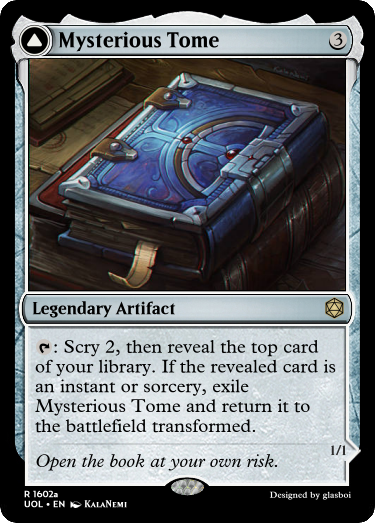 Mysterious Tome 3
Legendary Artifact
: Scry 2, then reveal the top card
of your library. If the revealed card is
an instant or sorcery, exile
Mysterious Tome and return it to
the battlefield transformed.
1/1
Open the book at your own risk.
R 1602a
UOL • EN KalaNemi
Designed by glasboi